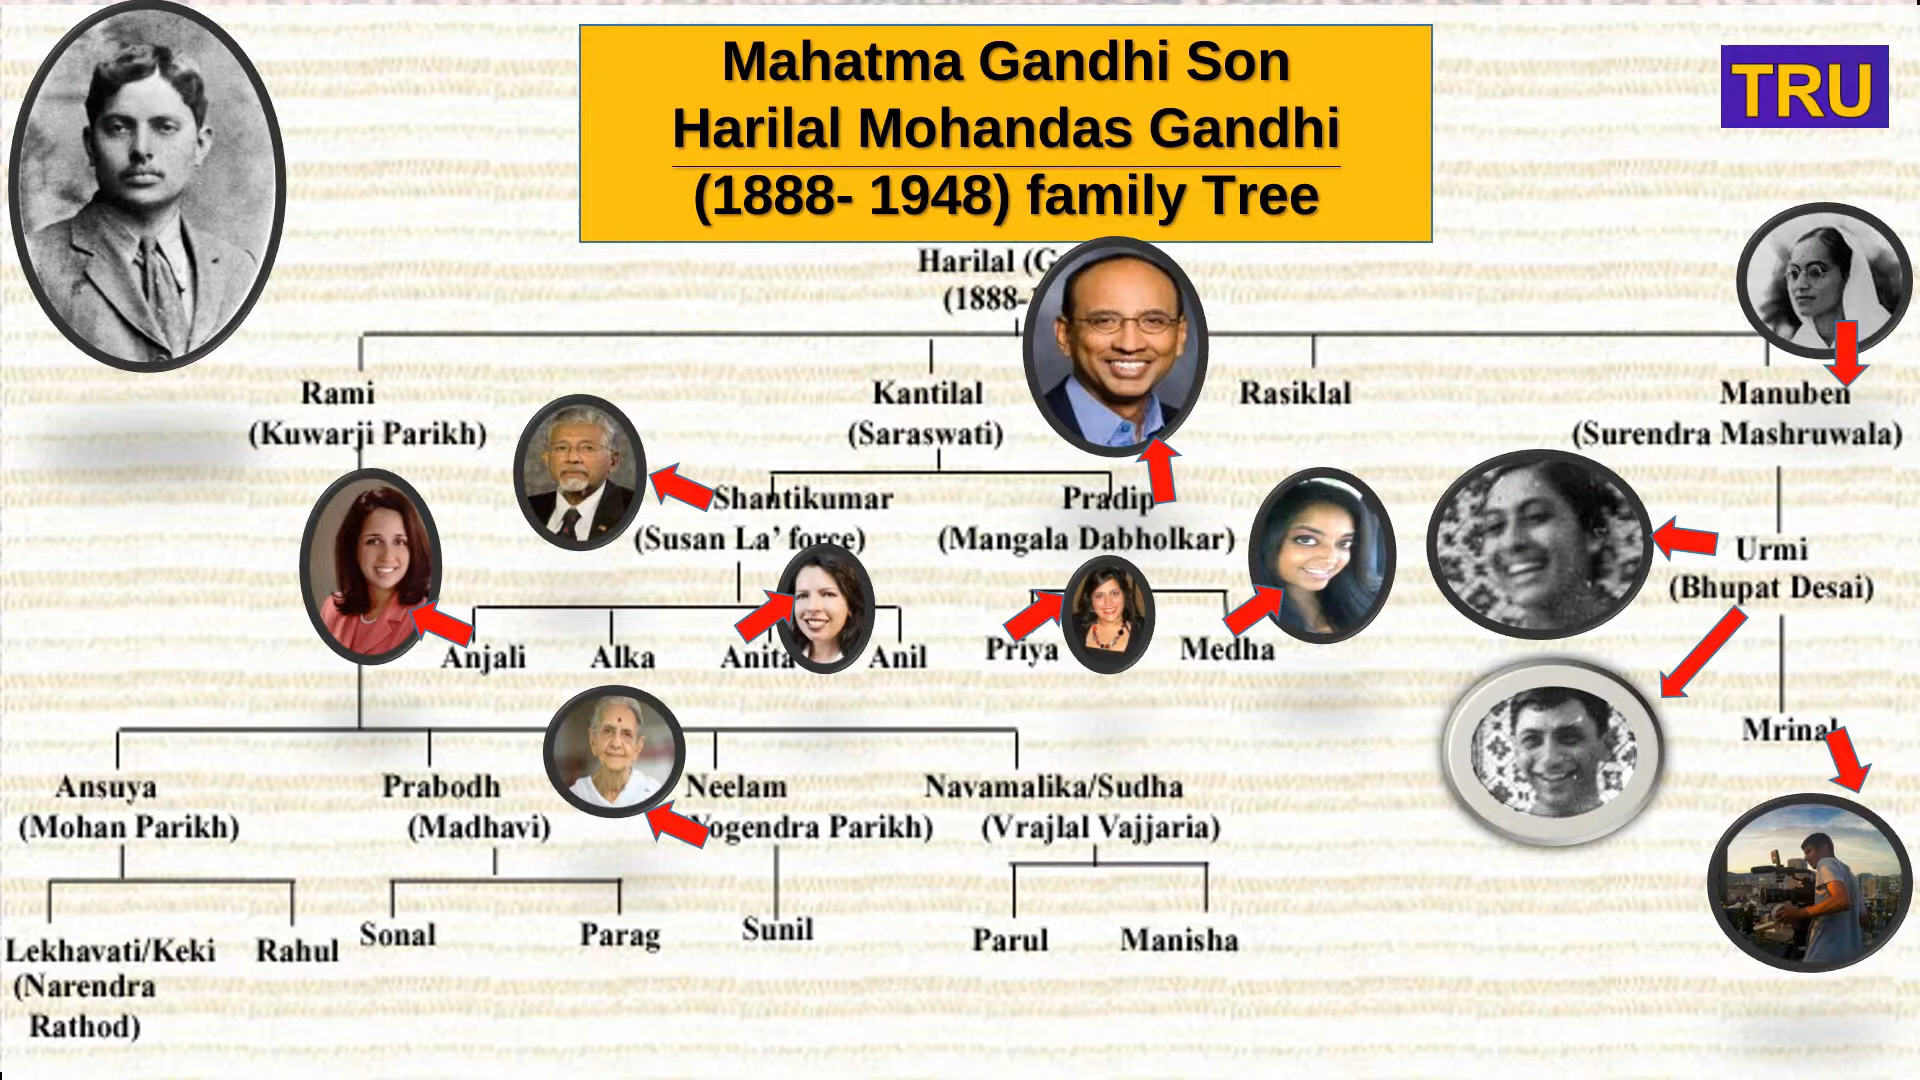 Mahatma Gandhi Son
Harilal Mohandas Gandhi
(1888- 1948) family Tree
TRU
Harilal (G
(1888-
Rami
(Kuwarji Parikh)
Kantilal
(Saraswati)
Rasiklal
Manuben
(Surendra Mashruwala)
Shantikumar
(Susan La' force)
Pradip
(Mangala Dabholkar)
Urmi
(Bhupat Desai)
Anjali
Alka
Anita
Anil
Priya
Medha
Mrinal
Ansuya
(Mohan Parikh)
Prabodh
(Madhavi)
Neelam
(Yogendra Parikh)
Navamalika/Sudha
(Vrajlal Vajjaria)
Lekhavati/Keki
(Narendra
Rathod)
Rahul
Sonal
Parag
Sunil
Parul
Manisha